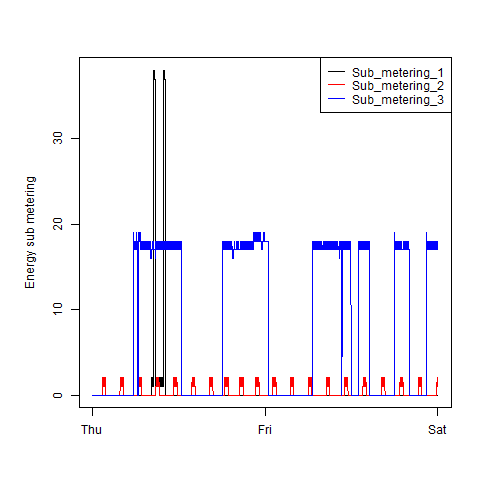 Sub_metering_1
Sub_metering_2
Sub_metering_3
Energy sub metering
30
20
10
0
Thu
Fri
Sat